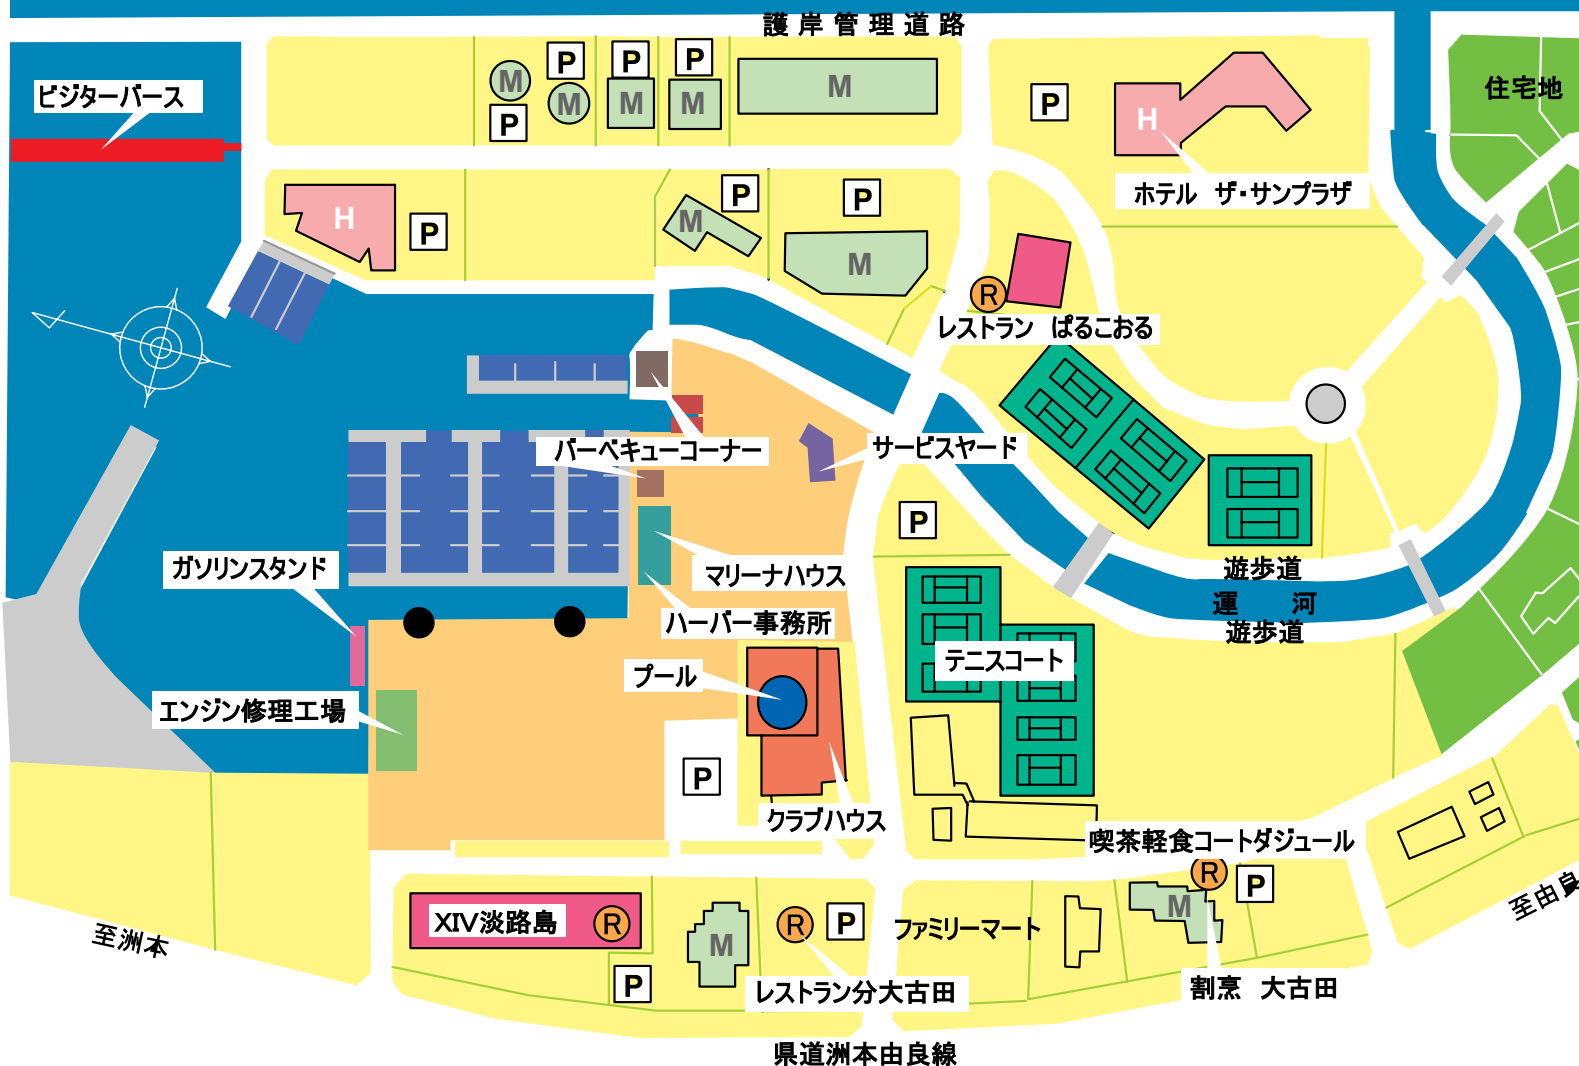 護岸管理道路
P
P
P
M
M
M
M
M
P
P
H
ビジターバース
住宅地
ホテル ザ・サンプラザ
H
P
M
P
P
M
R
レストラン ぱるこおる
バーベキューコーナー
サービスヤード
P
ガソリンスタンド
マリーナハウス
ハーバー事務所
遊歩道
運 河
遊歩道
プール
テニスコート
エンジン修理工場
P
クラブハウス
喫茶軽食コートダジュール
R
P
XIV淡路島
R
M
R
P
ファミリーマート
M
至由良
至洲本
P
レストラン分大古田
割烹 大古田
県道洲本由良線